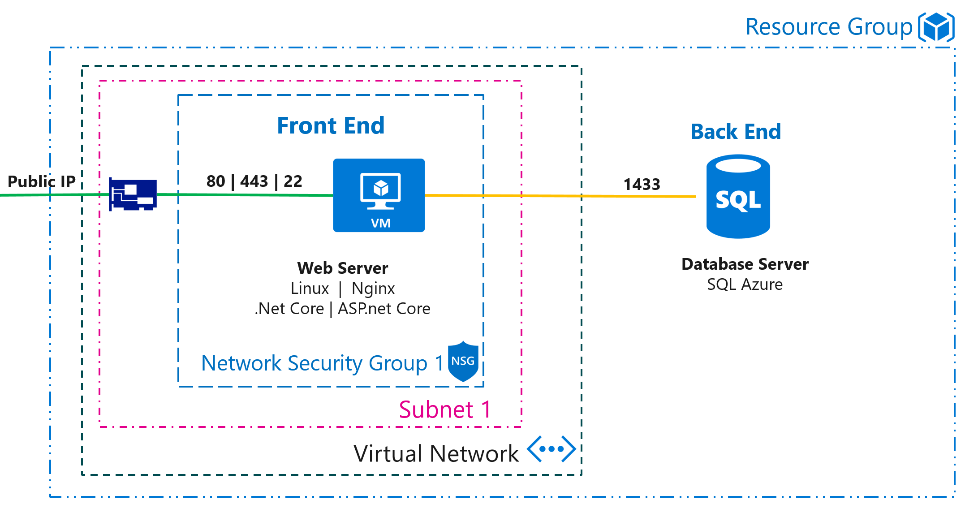 Resource Group
Front End
Back End
Public IP
80 | 443 | 22
1433
SQL
VM
Web Server
Linux | Nginx
.Net Core | ASP.net Core
Database Server
SQL Azure
Network Security Group 1
NSG
Subnet 1
Virtual Network